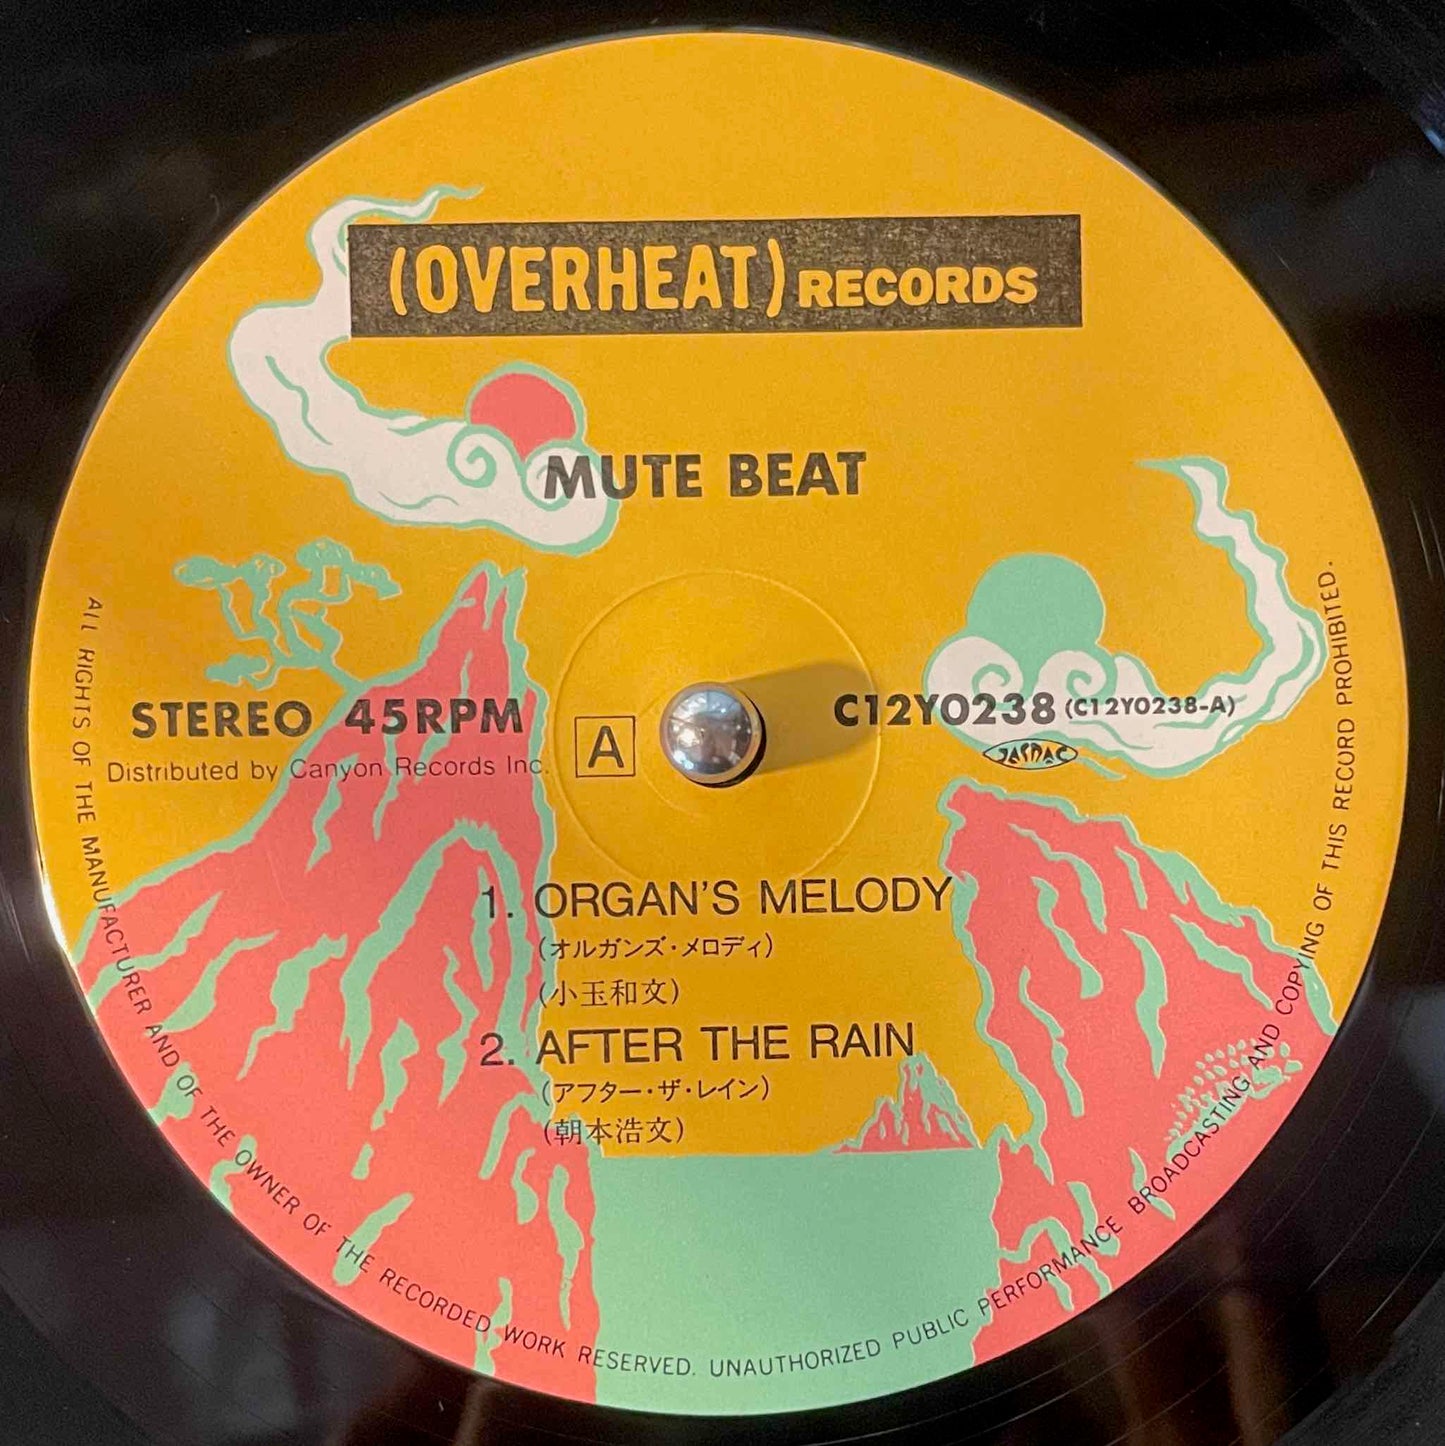 (OVERHEAT) RECORDS
MUTE BEAT
STEREO 45RPM
Distributed by Canyon Records Inc.
A
C12Y0238 (C12Y0238-A)
JASRAC
1. ORGAN'S MELODY
(オルガンズ・メロディ)
(小玉和文)
2. AFTER THE RAIN
(アフター・ザ・レイン)
(朝本浩文)
ALL RIGHTS OF THE MANUFACTURER AND OF THE OWNER OF THE RECORDED WORK RESERVED. UNAUTHORIZED PUBLIC PERFORMANCE BROADCASTING AND COPYING OF THIS RECORD PROHIBITED.